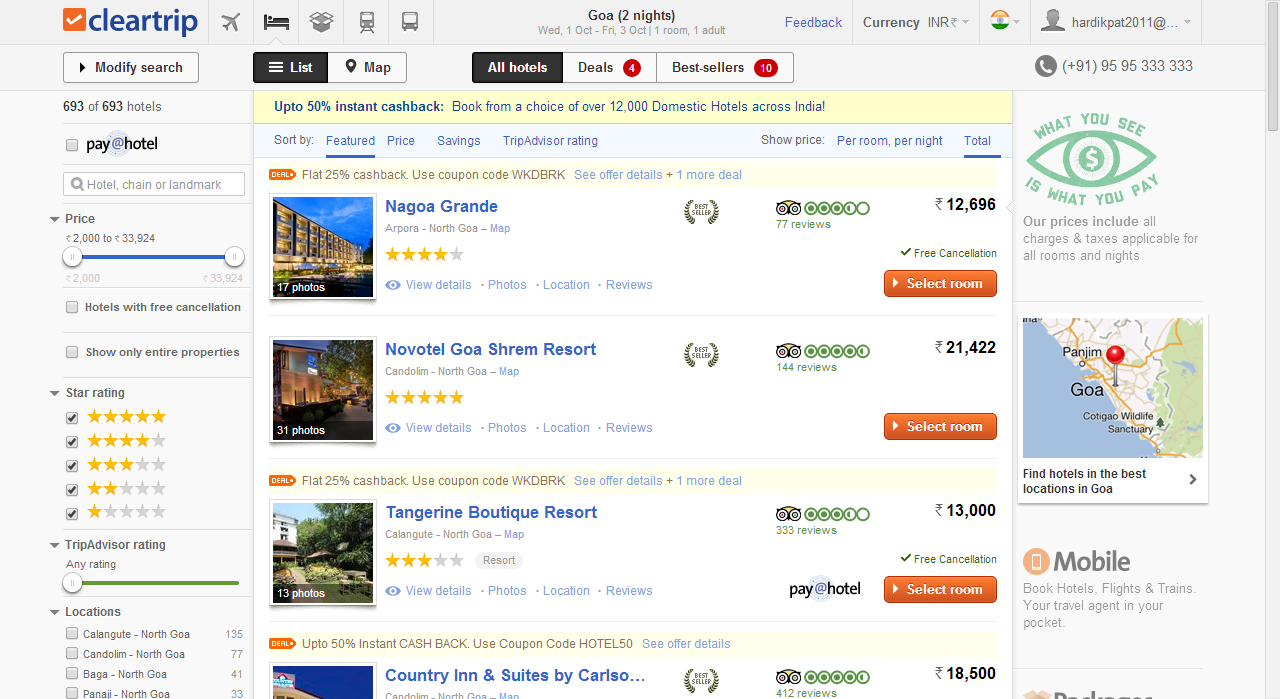 cleartrip
Goa (2 nights)
Wed, 1 Oct - Fri, 3 Oct | 1 room, 1 adult
Feedback
Currency INR ₹
hardikpat2011@...
Modify search
List
Map
All hotels
Deals 4
Best-sellers 10
(+91) 95 95 333 333
693 of 693 hotels
pay@hotel
Hotel, chain or landmark
Price
₹ 2,000 to ₹ 33,924
₹ 2,000 ₹ 33,924
Hotels with free cancellation
Show only entire properties
Star rating
TripAdvisor rating
Any rating
Locations
Calangute - North Goa 135
Candolim - North Goa 77
Baga - North Goa 41
Panaji - North Goa 33
Upto 50% instant cashback: Book from a choice of over 12,000 Domestic Hotels across India!
Sort by: Featured Price Savings TripAdvisor rating Show price: Per room, per night Total
DEAL Flat 25% cashback. Use coupon code WKDBRK See offer details + 1 more deal
Nagoa Grande
Arpora - North Goa – Map
17 photos
View details · Photos · Location · Reviews
BEST SELLER
77 reviews
₹ 12,696
Free Cancellation
Select room
Novotel Goa Shrem Resort
Candolim - North Goa – Map
31 photos
View details · Photos · Location · Reviews
BEST SELLER
144 reviews
₹ 21,422
Select room
DEAL Flat 25% cashback. Use coupon code WKDBRK See offer details + 1 more deal
Tangerine Boutique Resort
Calangute - North Goa – Map
Resort
13 photos
View details · Photos · Location · Reviews
333 reviews
₹ 13,000
Free Cancellation
pay@hotel
Select room
DEAL Upto 50% Instant CASH BACK. Use Coupon Code HOTEL50 See offer details
Country Inn & Suites by Carlso...
Candolim - North Goa – Map
BEST SELLER
412 reviews
₹ 18,500
WHAT YOU SEE
$
IS WHAT YOU PAY
Our prices include all
charges & taxes applicable for
all rooms and nights
Panjim
Goa
Cotigao Wildlife
Sanctuary
Find hotels in the best
locations in Goa
Mobile
Book Hotels, Flights & Trains.
Your travel agent in your
pocket.
Packages